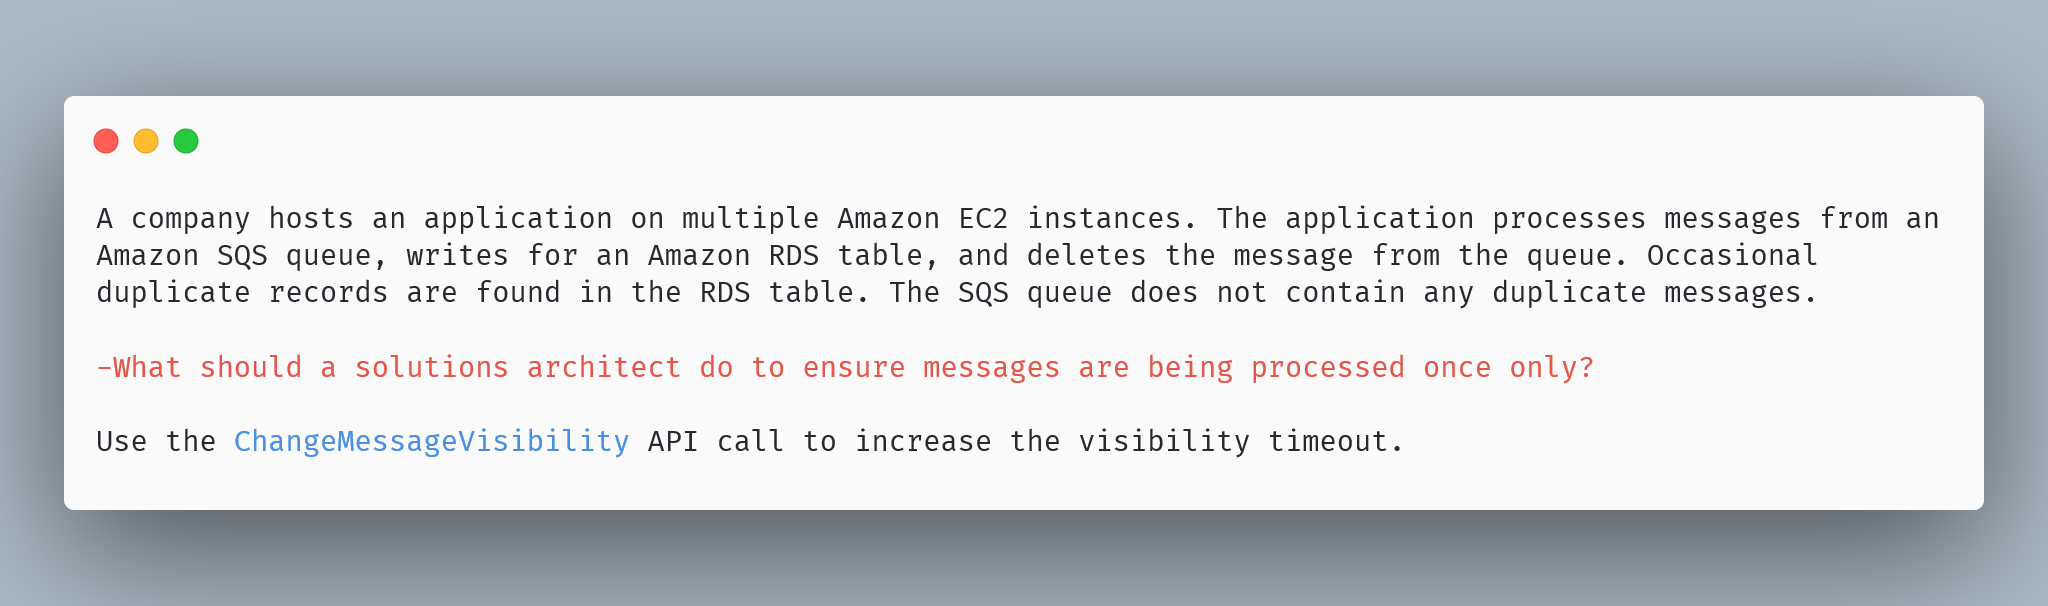 A company hosts an application on multiple Amazon EC2 instances. The application processes messages from an
Amazon SQS queue, writes for an Amazon RDS table, and deletes the message from the queue. Occasional
duplicate records are found in the RDS table. The SQS queue does not contain any duplicate messages.
-What should a solutions architect do to ensure messages are being processed once only?
Use the ChangeMessageVisibility API call to increase the visibility timeout.